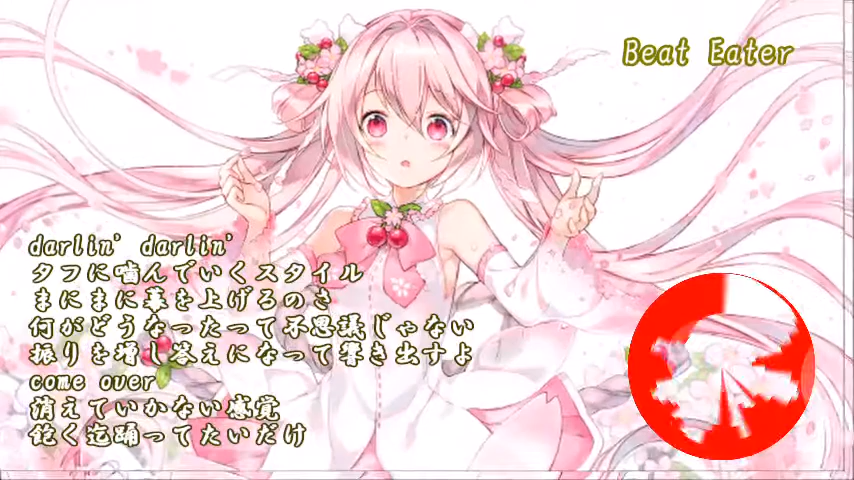 Beat Eater
darlin' darlin'
タフに噛んでいくスタイル
まにまに幕を上げるのさ
何がどうなったって不思議じゃない
振りを増し答えになって響き出すよ
come over
消えていかない感覚
飽く迄踊ってたいだけ